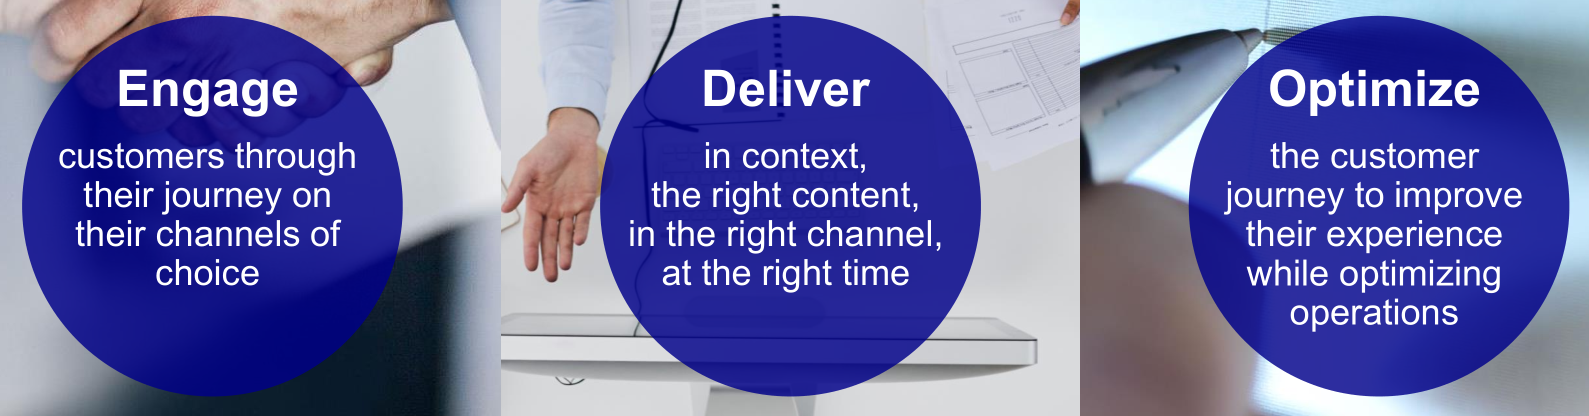 Engage
customers through
their journey on
their channels of
choice
Deliver
in context,
the right content,
in the right channel,
at the right time
Optimize
the customer
journey to improve
their experience
while optimizing
operations